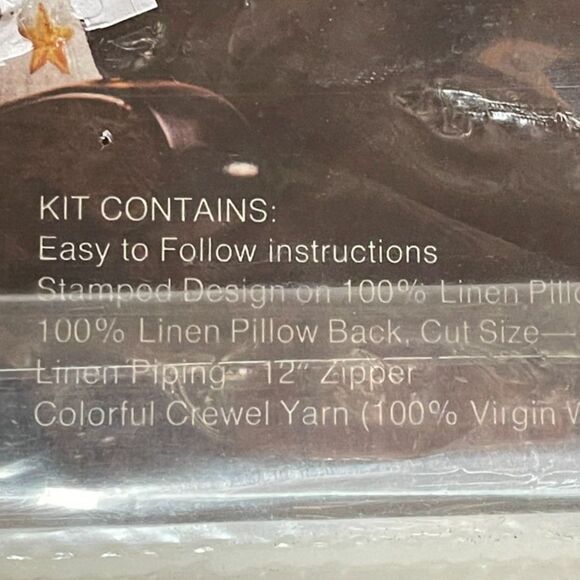 KIT CONTAINS:
Easy to Follow instructions
Stamped Design on 100% Linen
100% Linen Pillow Back, Cut Size—
Linen Piping— 12" Zipper
Colorful Crewel Yarn (100% Virgin